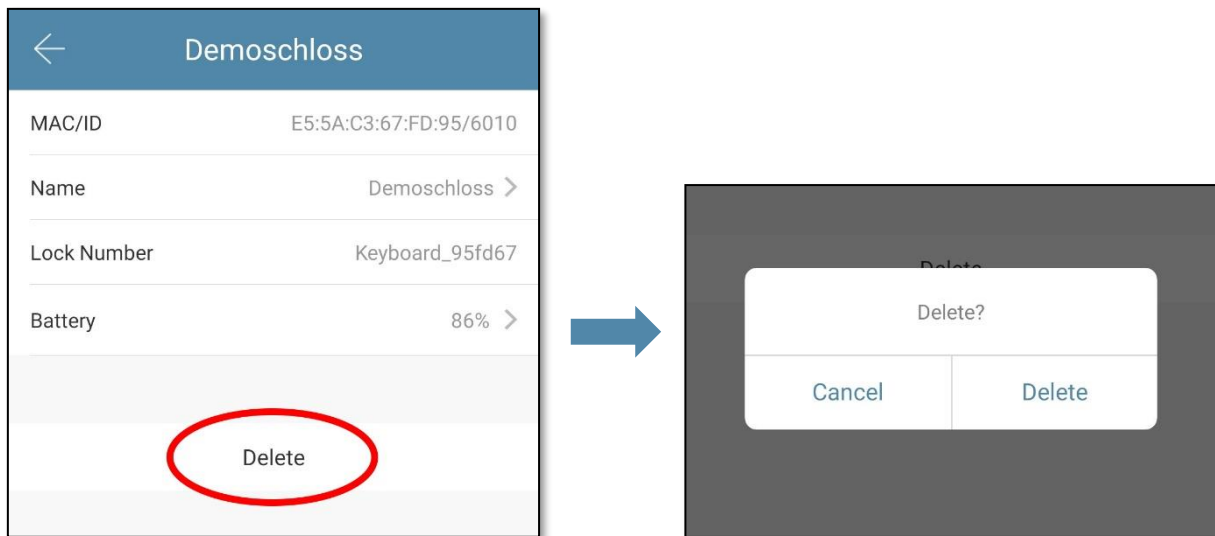 Demoschloss
MAC/ID E5:5A:C3:67:FD:95/6010
Name Demoschloss
Lock Number Keyboard_95fd67
Battery 86%
Delete
Delete
Delete?
Cancel Delete